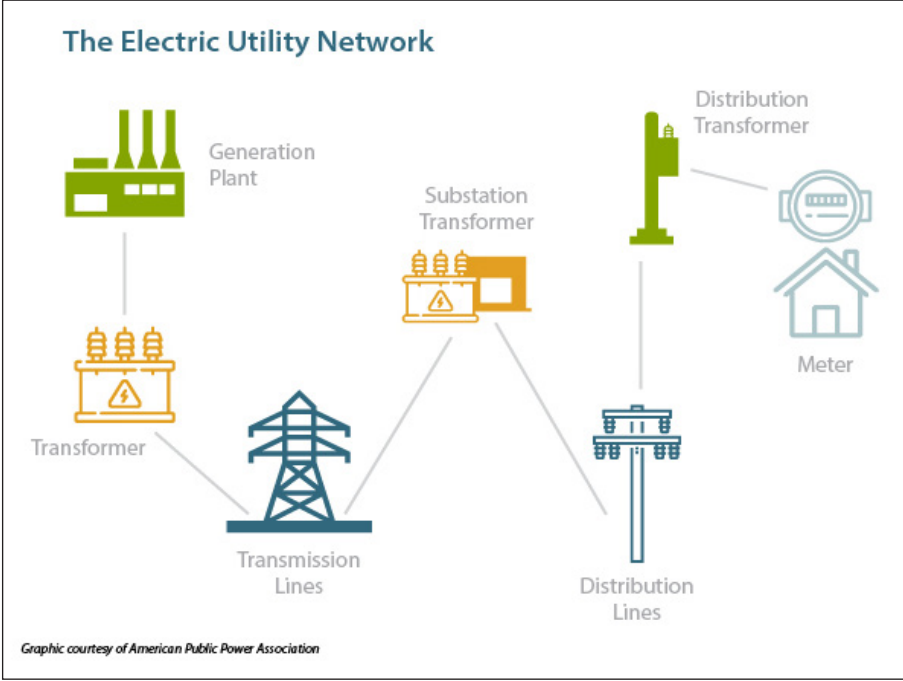 The Electric Utility Network
Generation
Plant
Transformer
Transmission
Lines
Substation
Transformer
Distribution
Lines
Distribution
Transformer
Meter
Graphic courtesy of American Public Power Association